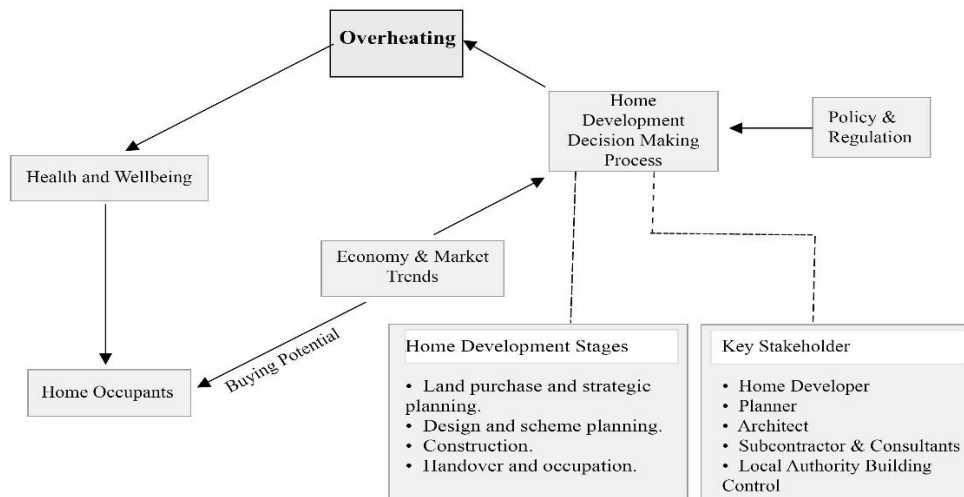 Overheating
Home
Development
Decision Making
Process
Policy &
Regulation
Health and Wellbeing
Economy & Market
Trends
Buying Potential
Home Occupants
Home Development Stages
• Land purchase and strategic
planning.
• Design and scheme planning.
• Construction.
• Handover and occupation.
Key Stakeholder
• Home Developer
• Planner
• Architect
• Subcontractor & Consultants
• Local Authority Building
Control